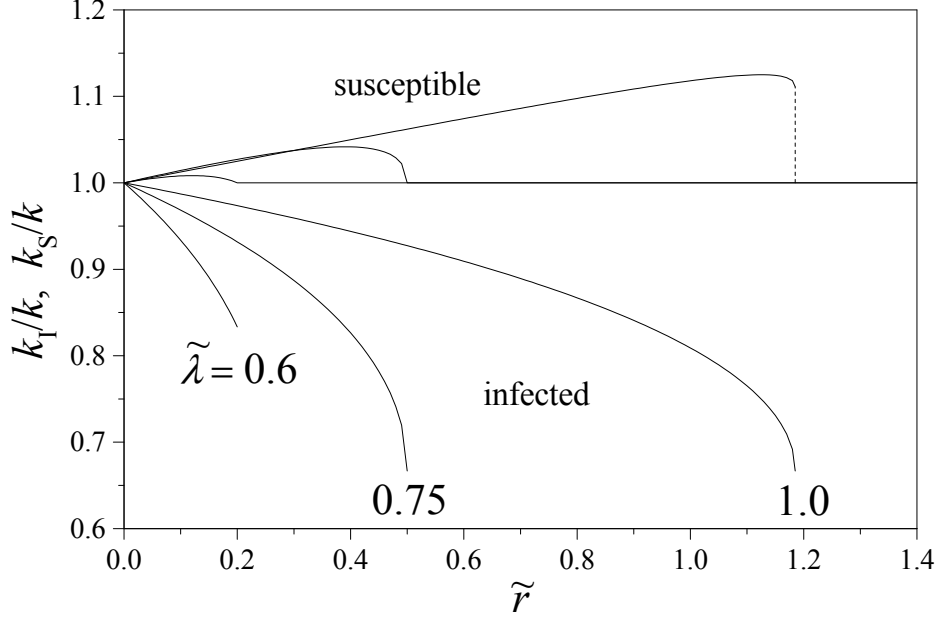 1.2
1.1
1.0
0.9
0.8
0.7
0.6
k_I/k, k_S/k
susceptible
infected
λ̃ = 0.6
0.75
1.0
0.0 0.2 0.4 0.6 0.8 1.0 1.2 1.4
r̃